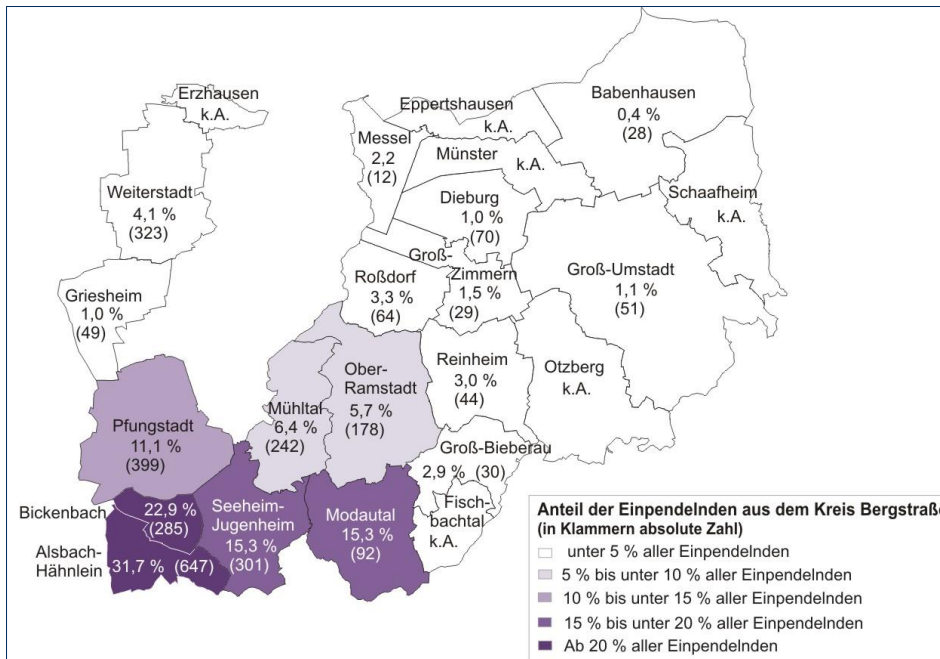 Erzhausen
k.A.
Eppertshausen
k.A.
Babenhausen
0,4 %
(28)
Messel
2,2
(12)
Münster
k.A.
k.A.
Schaafheim
Weiterstadt
4,1 %
(323)
Dieburg
1,0 %
(70)
Groß-
Zimmern
1,5 %
(29)
Roßdorf
3,3 %
(64)
Groß-Umstadt
1,1 %
(51)
Griesheim
1,0 %
(49)
Reinheim
3,0 %
(44)
Otzberg
k.A.
Ober-
Ramstadt
5,7 %
(178)
Mühltal
6,4 %
(242)
Pfungstadt
11,1 %
(399)
Groß-Bieberau
2,9 % (30)
Fisch-
bachtal
k.A.
Bickenbach
22,9 %
(285)
Seeheim-
Jugenheim
15,3 %
(301)
Modautal
15,3 %
(92)
Alsbach-
Hähnlein
31,7 % (647)
Anteil der Einpendelnden aus dem Kreis Bergstraße
(in Klammern absolute Zahl)
unter 5 % aller Einpendelnden
5 % bis unter 10 % aller Einpendelnden
10 % bis unter 15 % aller Einpendelnden
15 % bis unter 20 % aller Einpendelnden
Ab 20 % aller Einpendelnden